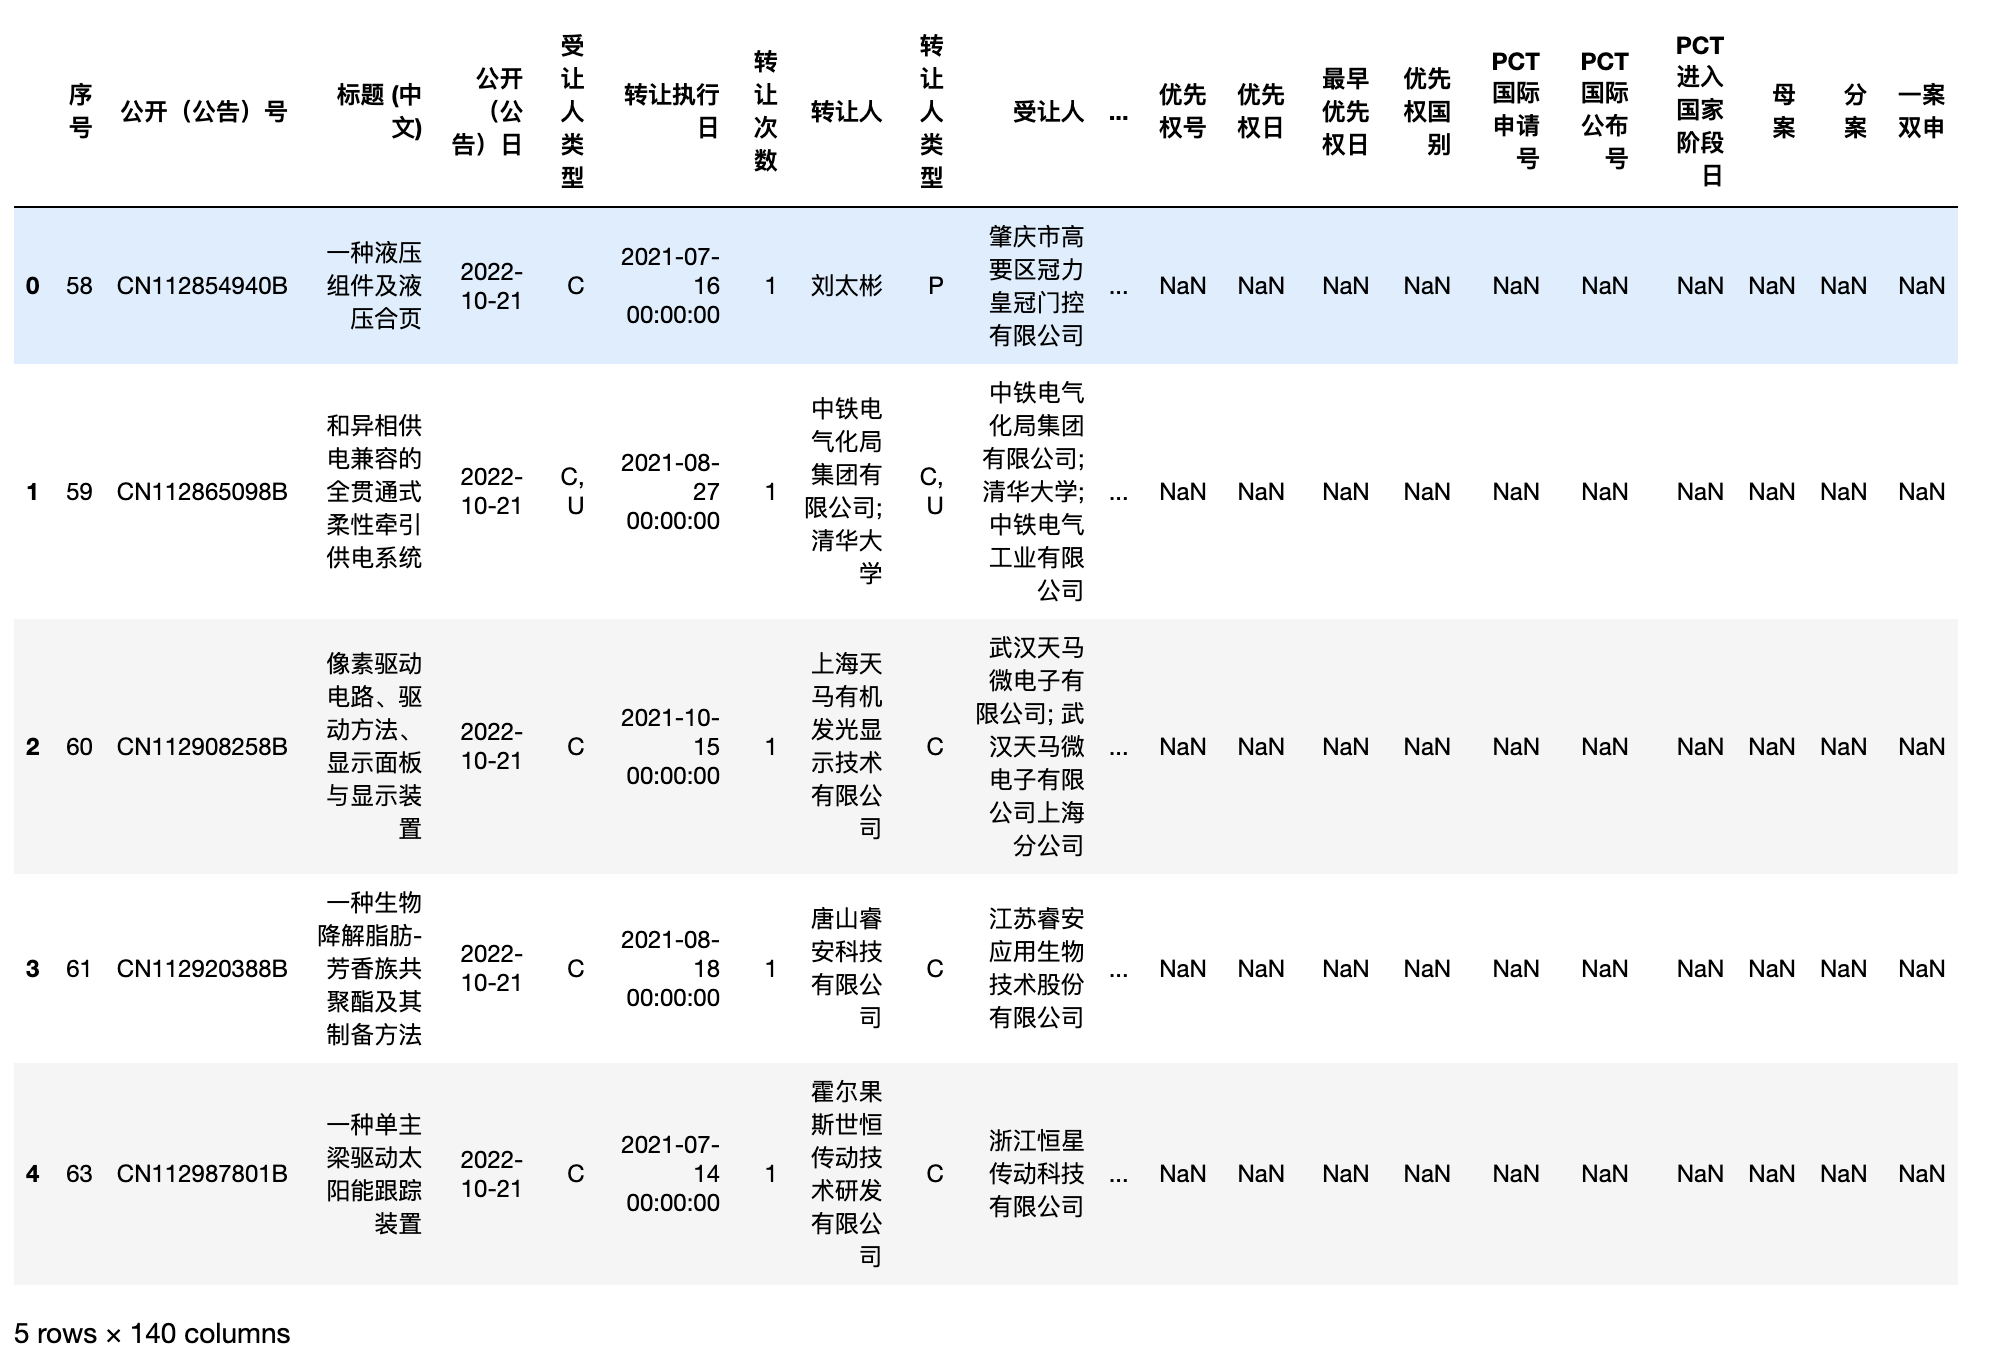 序
号
公开（公告）号
标题 (中
文)
公开
（公
告）日
受
让
人
类
型
转让执行
日
转
让
次
数
转让人
转
让
人
类
型
受让人
...
优先
权号
优先
权日
最早
优先
权日
优先
权国
别
PCT
国际
申请
号
PCT
国际
公布
号
PCT
进入
国家
阶段
日
母
案
分
案
一案
双申
0
58
CN112854940B
一种液压
组件及液
压合页
2022-
10-21
C
2021-07-
16
00:00:00
1
刘太彬
P
肇庆市高
要区冠力
皇冠门控
有限公司
...
NaN
NaN
NaN
NaN
NaN
NaN
NaN
NaN
NaN
NaN
1
59
CN112865098B
和异相供
电兼容的
全贯通式
柔性牵引
供电系统
2022-
10-21
C,
U
2021-08-
27
00:00:00
1
中铁电
气化局
集团有
限公司;
清华大
学
C,
U
中铁电气
化局集团
有限公司;
清华大学;
中铁电气
工业有限
公司
...
NaN
NaN
NaN
NaN
NaN
NaN
NaN
NaN
NaN
NaN
2
60
CN112908258B
像素驱动
电路、驱
动方法、
显示面板
与显示装
置
2022-
10-21
C
2021-10-
15
00:00:00
1
上海天
马有机
发光显
示技术
有限公
司
C
武汉天马
微电子有
限公司; 武
汉天马微
电子有限
公司上海
分公司
...
NaN
NaN
NaN
NaN
NaN
NaN
NaN
NaN
NaN
NaN
3
61
CN112920388B
一种生物
降解脂肪-
芳香族共
聚酯及其
制备方法
2022-
10-21
C
2021-08-
18
00:00:00
1
唐山睿
安科技
有限公
司
C
江苏睿安
应用生物
技术股份
有限公司
...
NaN
NaN
NaN
NaN
NaN
NaN
NaN
NaN
NaN
NaN
4
63
CN112987801B
一种单主
梁驱动太
阳能跟踪
装置
2022-
10-21
C
2021-07-
14
00:00:00
1
霍尔果
斯世恒
传动技
术研发
有限公
司
C
浙江恒星
传动科技
有限公司
...
NaN
NaN
NaN
NaN
NaN
NaN
NaN
NaN
NaN
NaN
5 rows × 140 columns